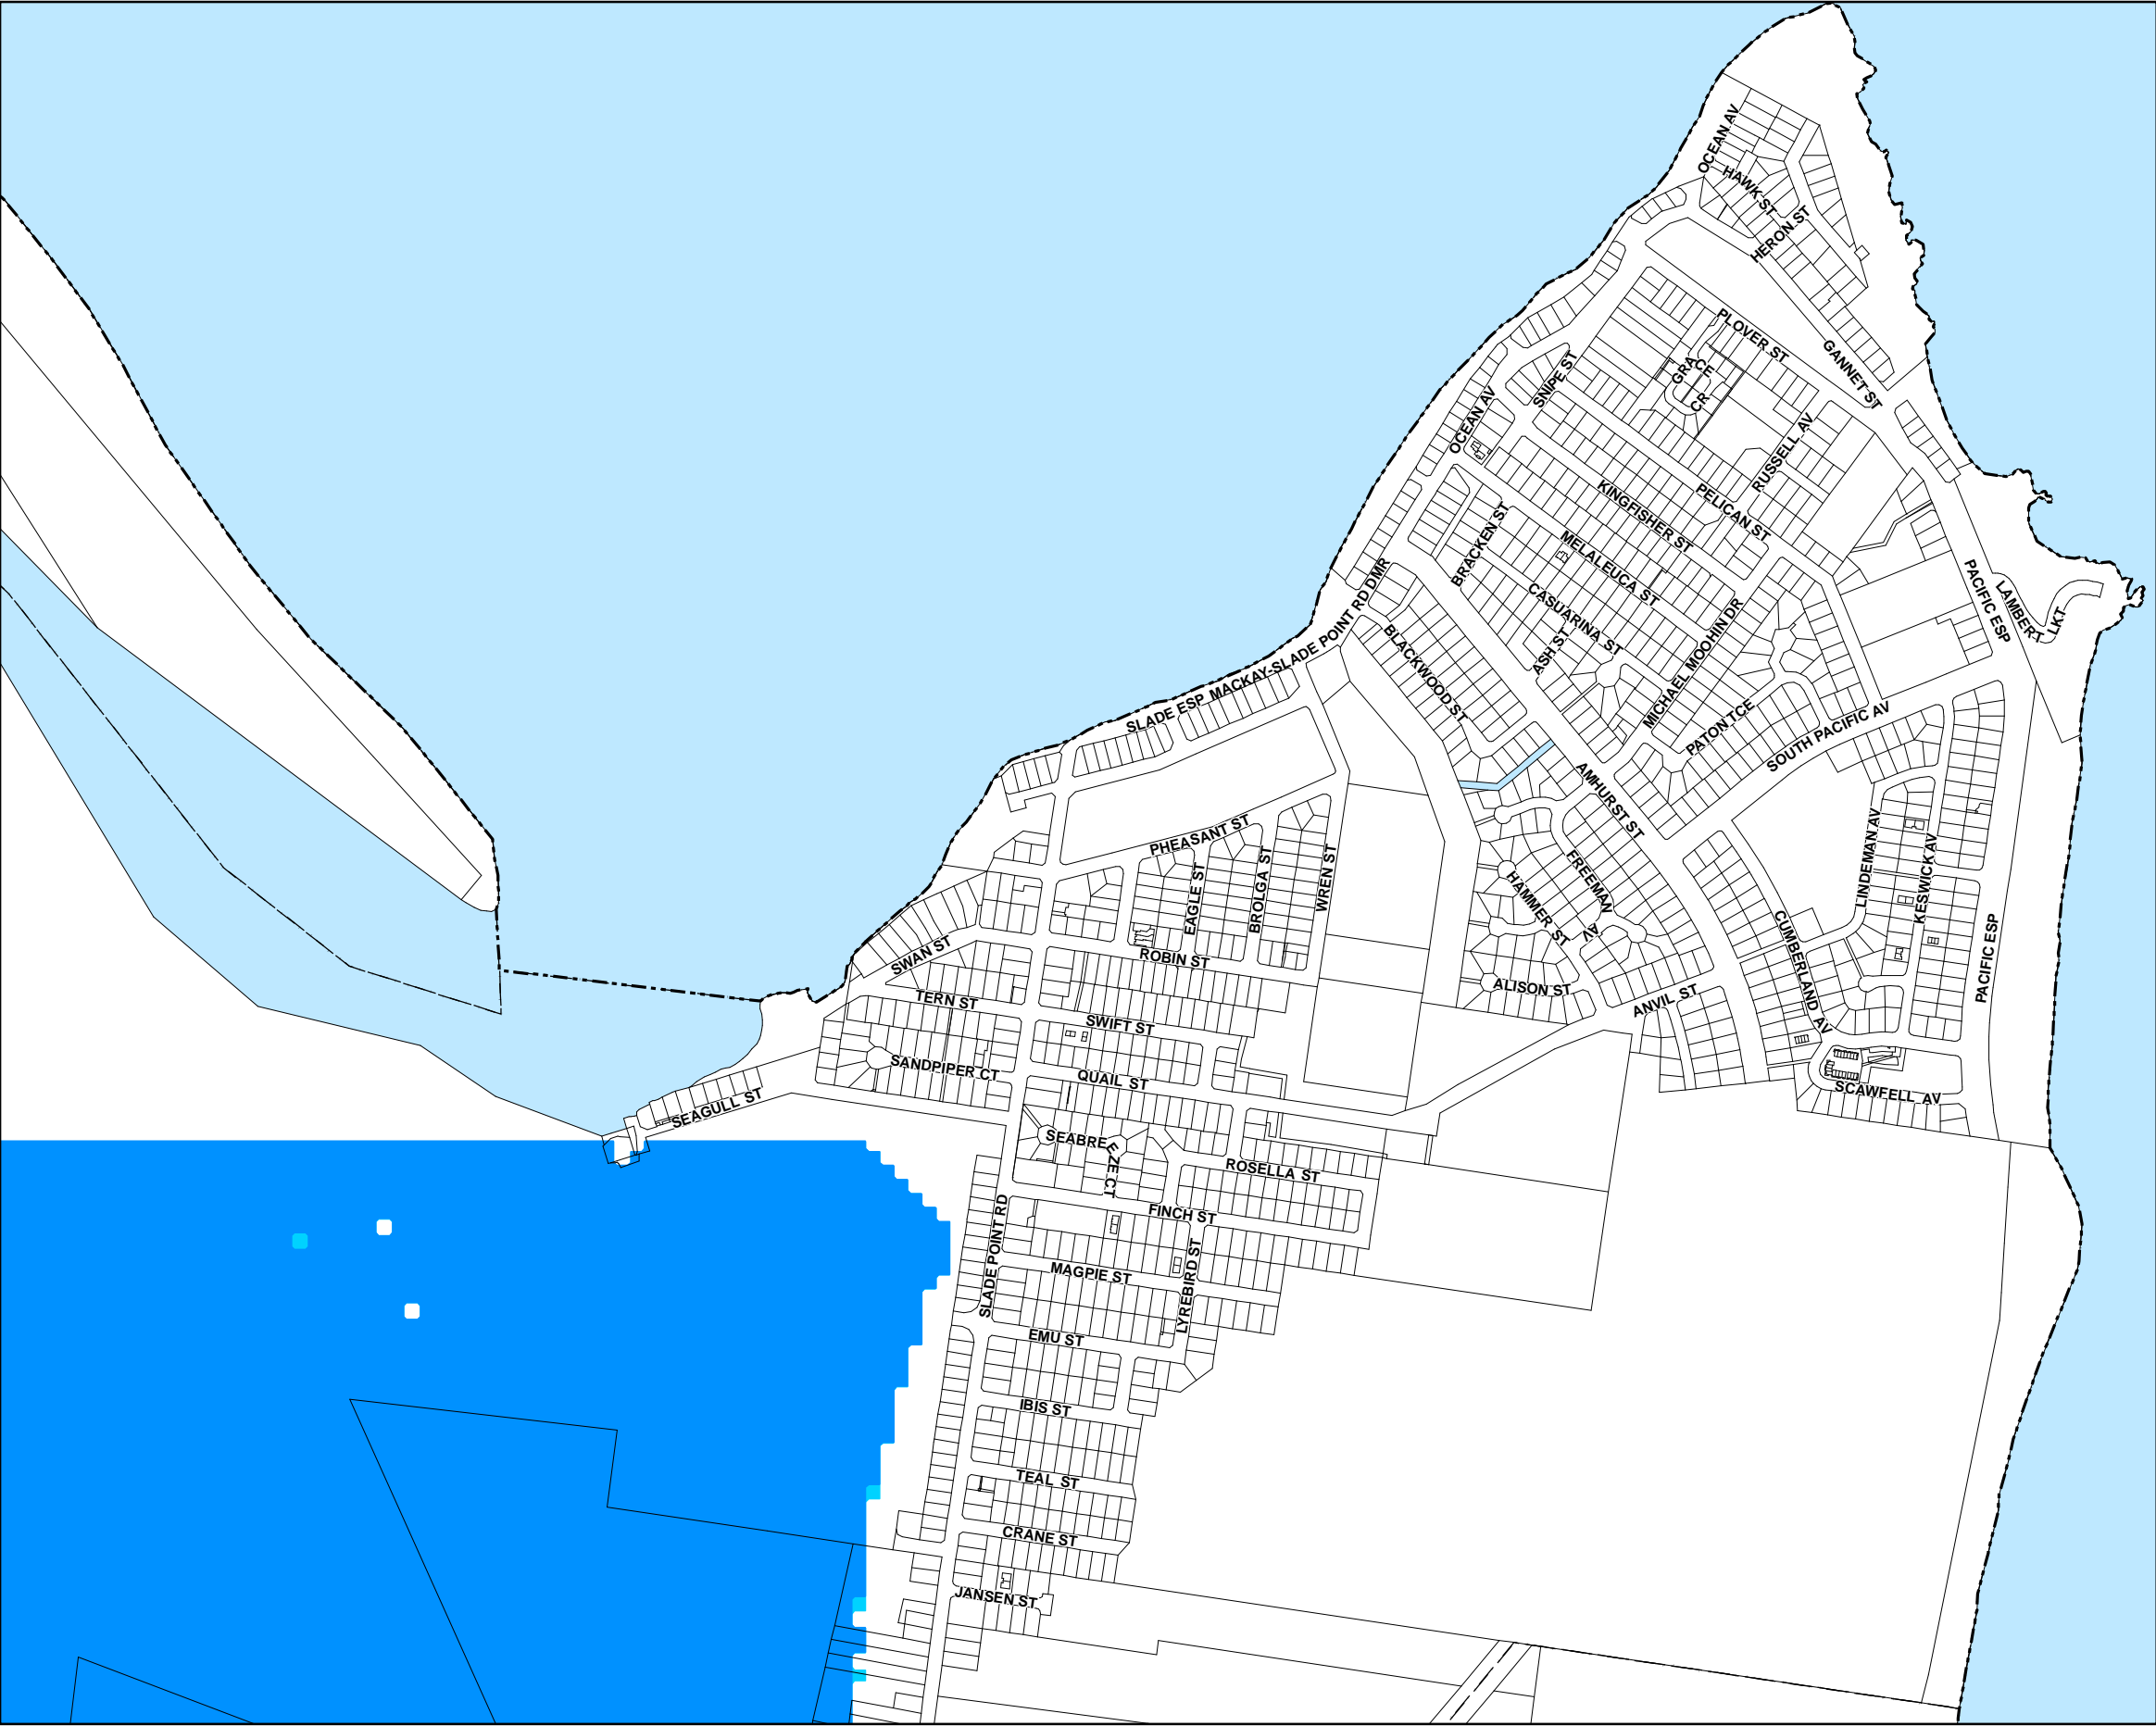 OCEAN AV
HAWK ST
HERON ST
PLOVER ST
GANNET ST
GRACE CR
SNIPE ST
OCEAN AV
RUSSELL AV
PELICAN ST
KINGFISHER ST
BRACKEN ST
MELALEUCA ST
CASUARINA ST
ASH ST
MICHAEL MOOHIN DR
PACIFIC ESP
LAMBERT LKT
SLADE ESP MACKAY-SLADE POINT RD DMR
BLACKWOOD ST
PATON TCE
SOUTH PACIFIC AV
AMHURST ST
PHEASANT ST
EAGLE ST
BROLGA ST
WREN ST
FREEMAN AV
HAMMER ST
LINDEMAN AV
KESWICK AV
CUMBERLAND AV
PACIFIC ESP
SWAN ST
ROBIN ST
ALISON ST
ANVIL ST
TERN ST
SWIFT ST
SANDPIPER CT
QUAIL ST
SCAWFELL AV
SEAGULL ST
SEABREEZE CT
ROSELLA ST
FINCH ST
SLADE POINT RD
MAGPIE ST
LYREBIRD ST
EMU ST
IBIS ST
TEAL ST
CRANE ST
JANSEN ST